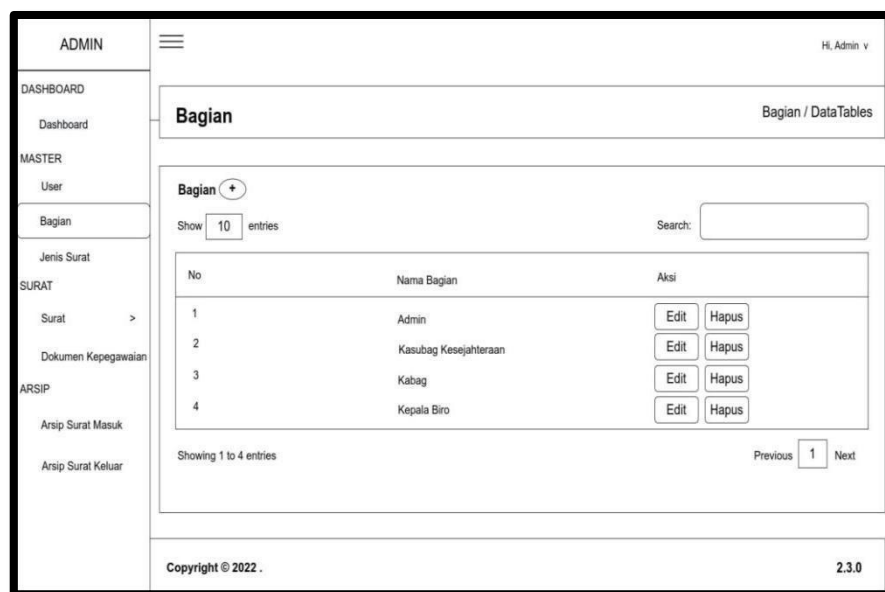 ADMIN
Hi, Admin v
DASHBOARD
Dashboard
MASTER
User
Bagian
Jenis Surat
SURAT
Surat >
Dokumen Kepegawaian
ARSIP
Arsip Surat Masuk
Arsip Surat Keluar
Bagian
Bagian / DataTables
Bagian +
Show 10 entries
Search:
No Nama Bagian Aksi
1 Admin Edit Hapus
2 Kasubag Kesejahteraan Edit Hapus
3 Kabag Edit Hapus
4 Kepala Biro Edit Hapus
Showing 1 to 4 entries
Previous 1 Next
Copyright © 2022 .
2.3.0